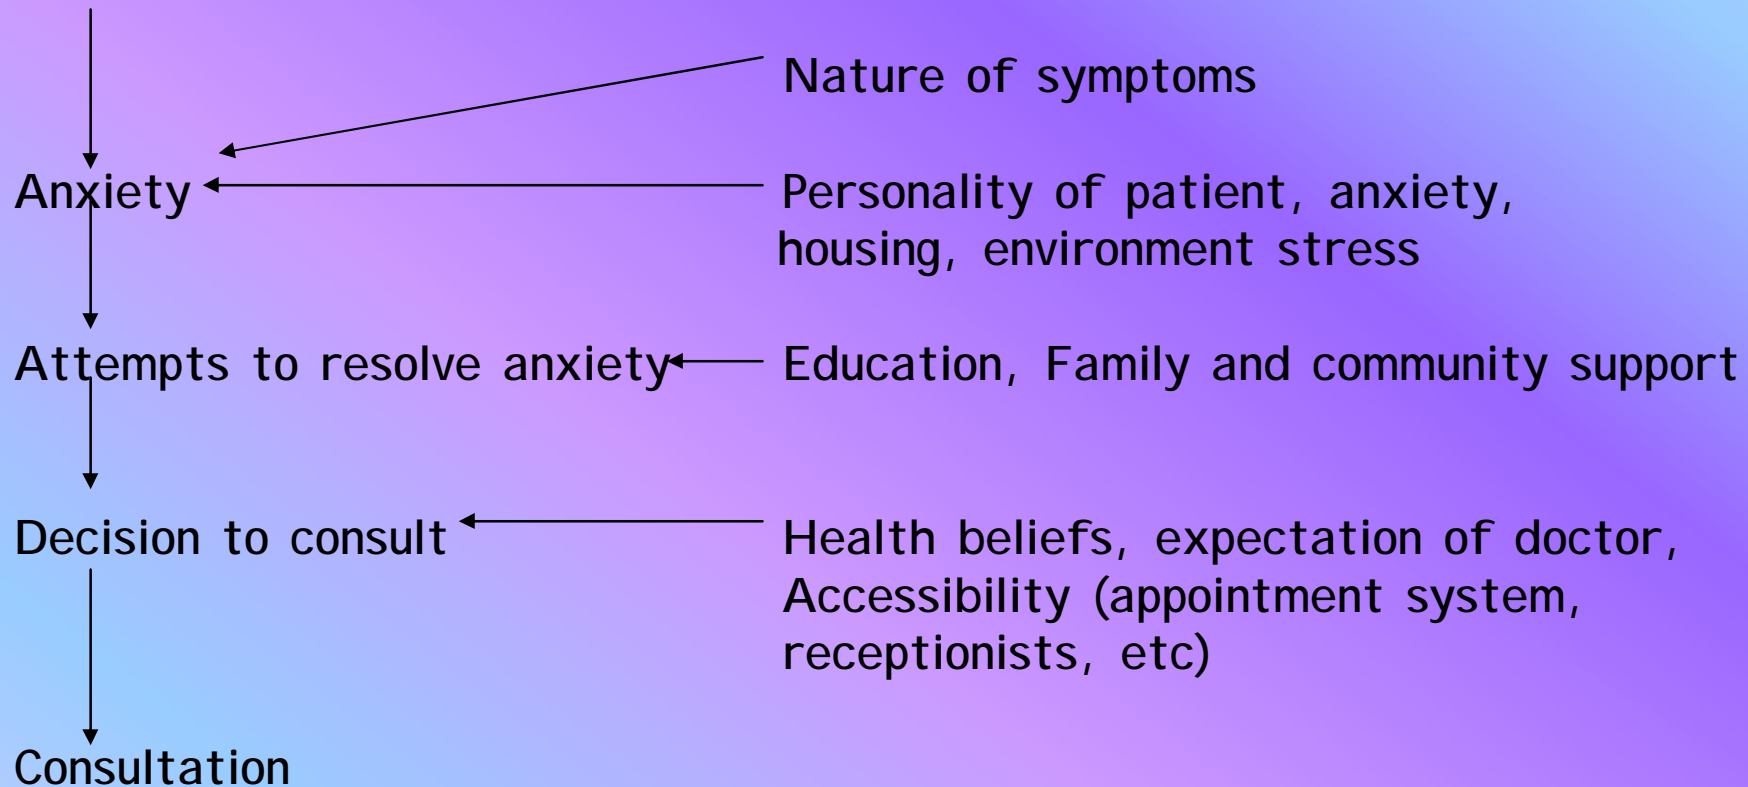 Nature of symptoms
Anxiety
Personality of patient, anxiety,
housing, environment stress
Attempts to resolve anxiety
Education, Family and community support
Decision to consult
Health beliefs, expectation of doctor,
Accessibility (appointment system,
receptionists, etc)
Consultation